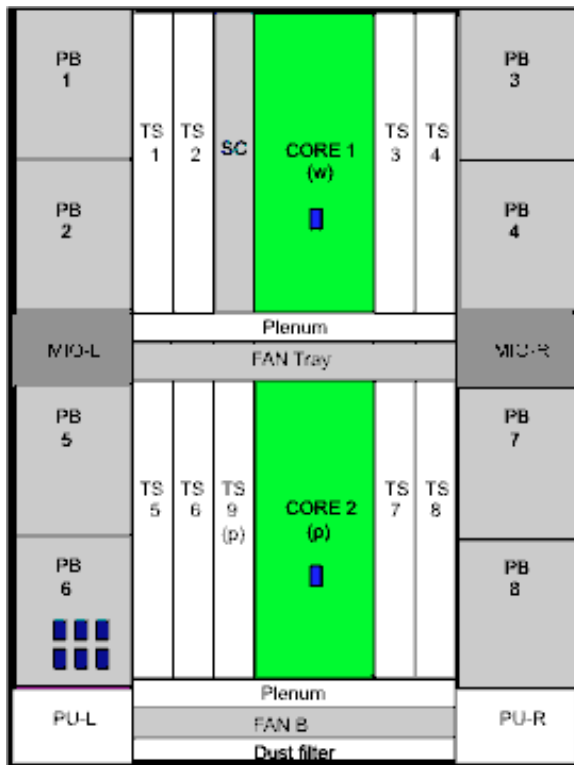 PB
1
TS
1
TS
2
SC
CORE 1
(w)
TS
3
TS
4
PB
3
PB
2
PB
4
Plenum
MIO-L
FAN Tray
MIO-R
PB
5
TS
5
TS
6
TS
9
(p)
CORE 2
(p)
TS
7
TS
8
PB
7
PB
6
PB
8
Plenum
PU-L
FAN B
PU-R
Dust filter